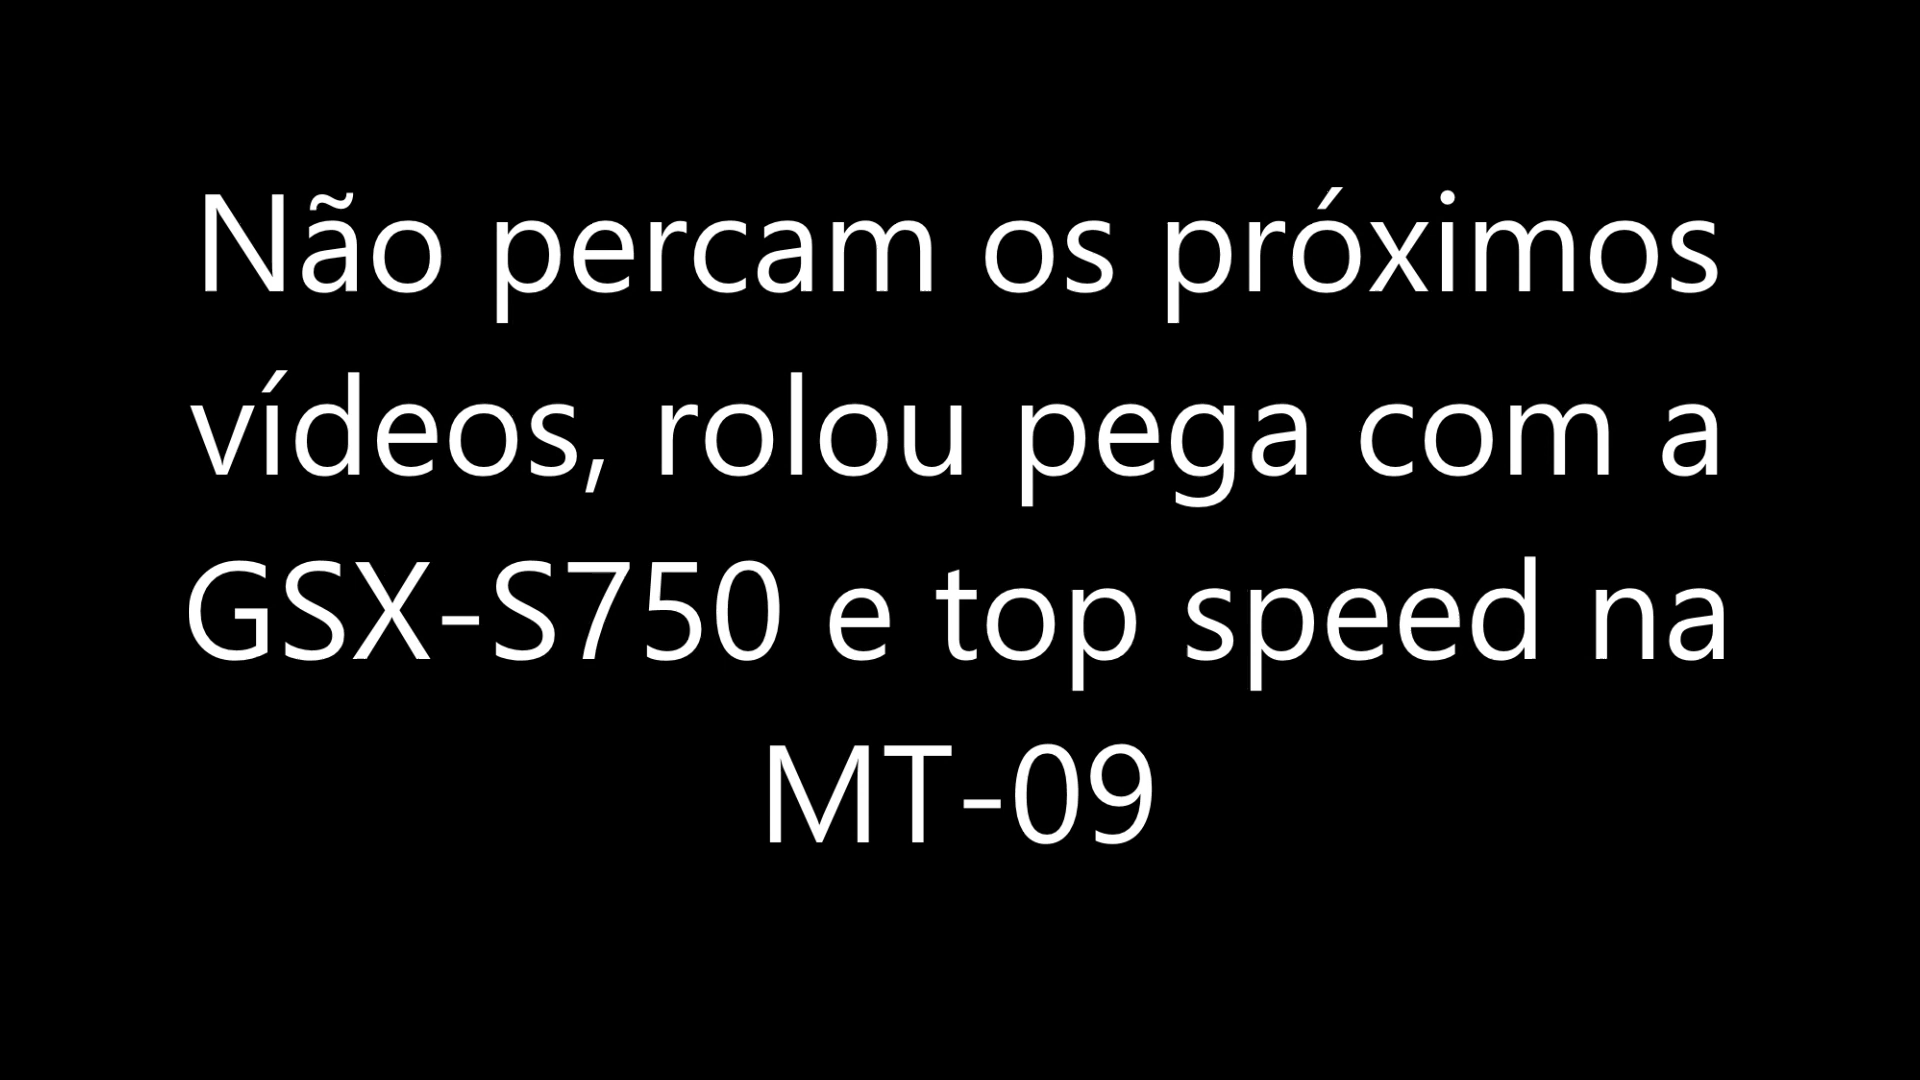 Não percam os próximos
vídeos, rolou pega com a
GSX-S750 e top speed na
MT-09